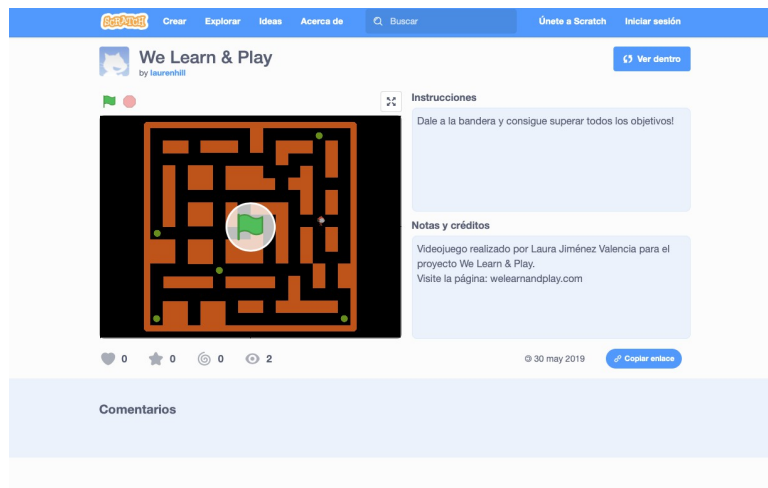 SCRATCH Crear Explorar Ideas Acerca de Buscar Únete a Scratch Iniciar sesión
We Learn & Play
by laurenhill
Ver dentro
Instrucciones
Dale a la bandera y consigue superar todos los objetivos!
Notas y créditos
Videojuego realizado por Laura Jiménez Valencia para el
proyecto We Learn & Play.
Visite la página: welearnandplay.com
0 0 0 2
© 30 may 2019 Copiar enlace
Comentarios